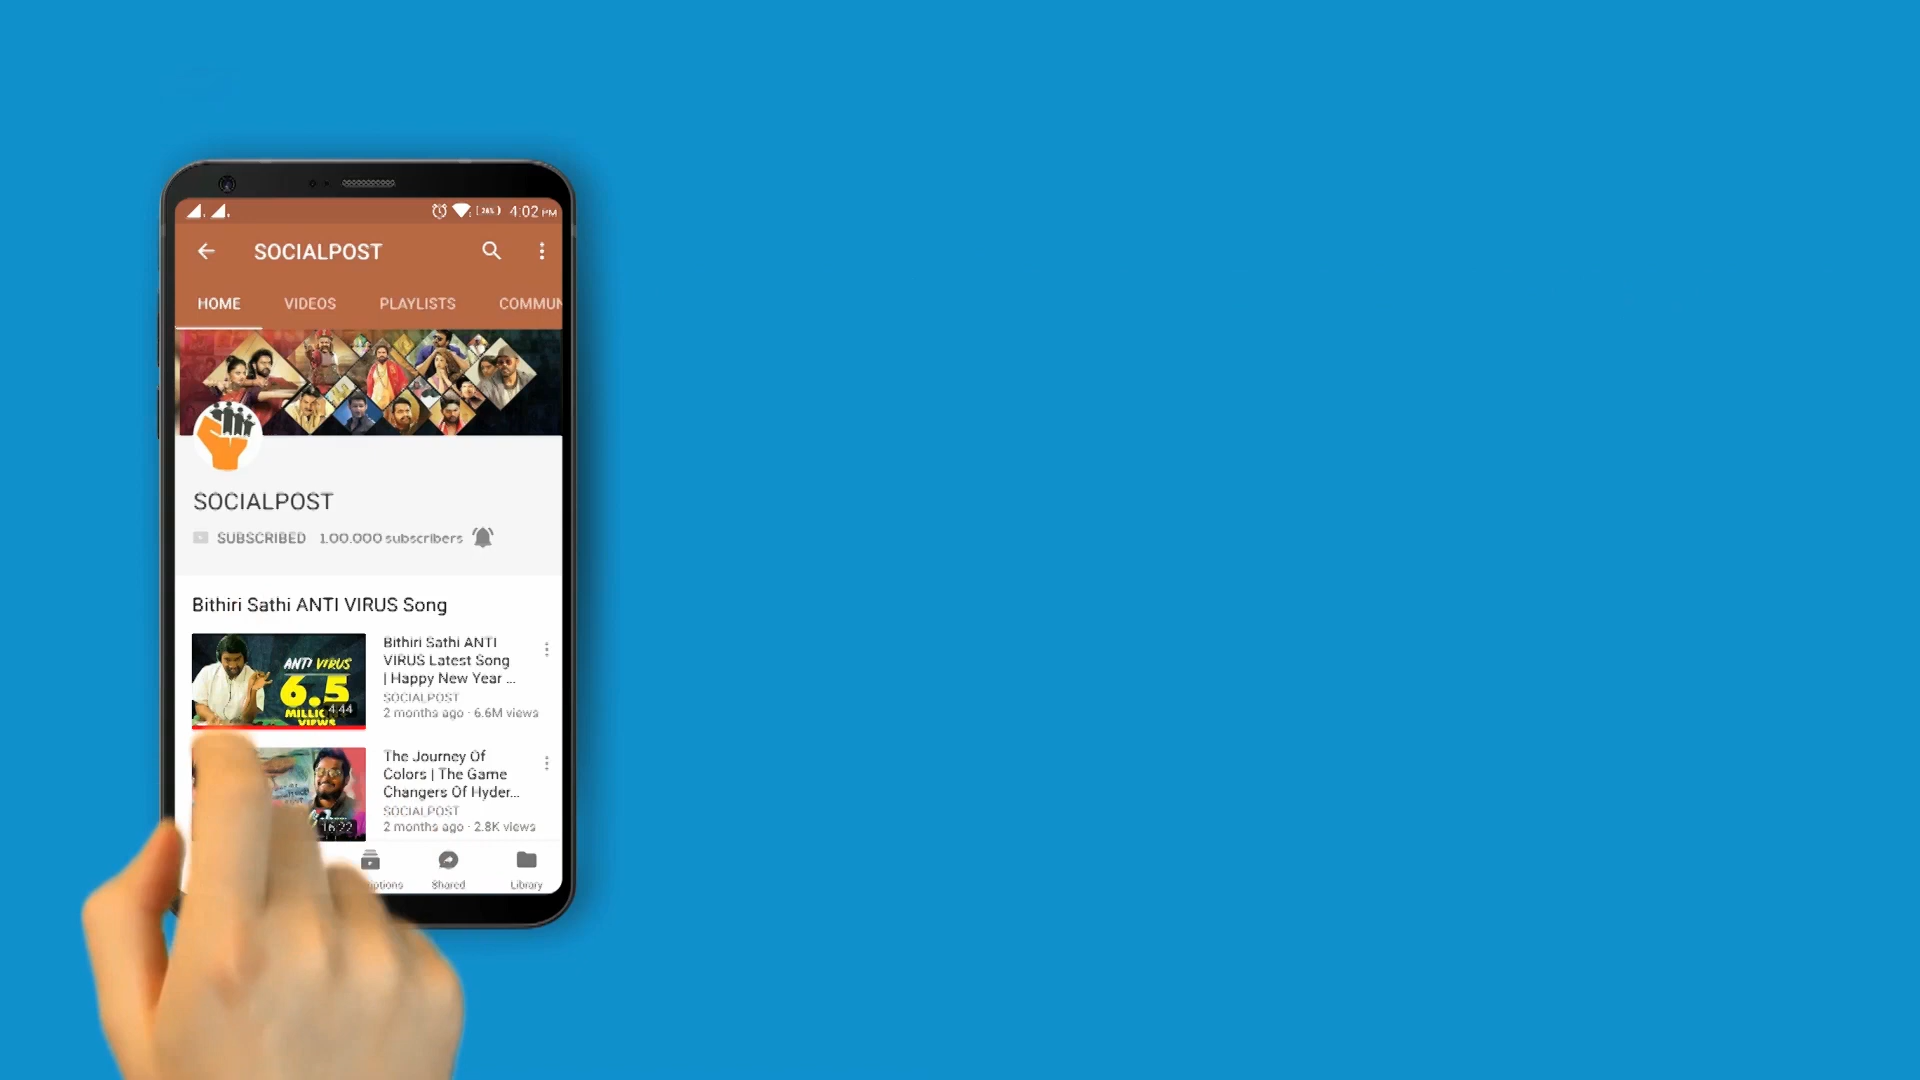 4:02 PM
SOCIALPOST
HOME VIDEOS PLAYLISTS COMMUN
SOCIALPOST
SUBSCRIBED 1,00,000 subscribers
Bithiri Sathi ANTI VIRUS Song
ANTI VIRUS
6.5
VIEWS
4:44
Bithiri Sathi ANTI
VIRUS Latest Song
| Happy New Year ...
SOCIALPOST
2 months ago · 6.6M views
16:22
The Journey Of
Colors | The Game
Changers Of Hyder...
SOCIALPOST
2 months ago · 2.8K views
Shared Library